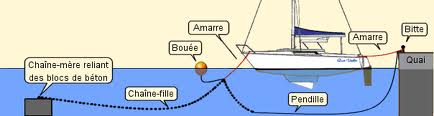 Bitte
Amarre
Amarre
Bouée
Quai
Chaîne-mère reliant
des blocs de béton
Chaîne-fille
Pendille